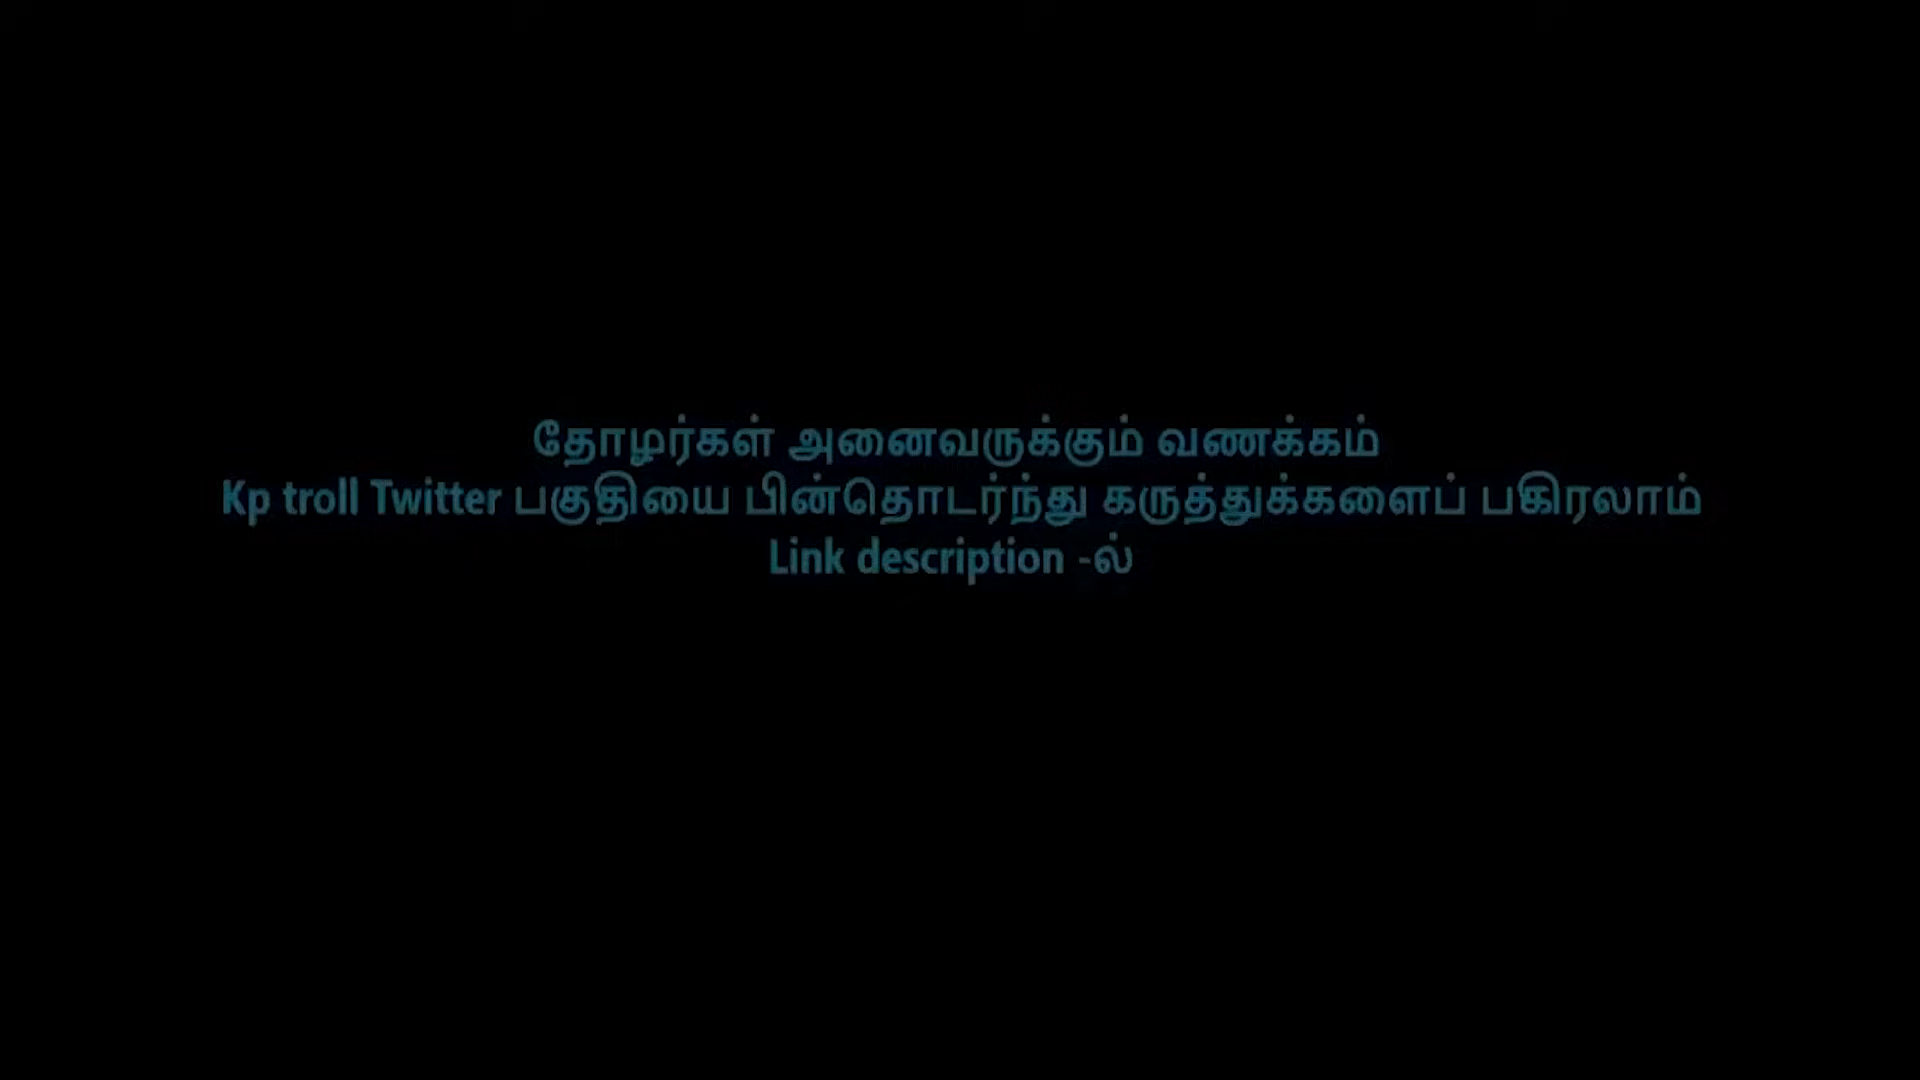 தோழர்கள் அனைவருக்கும் வணக்கம்
Kp troll Twitter பகுதியை பின்தொடர்ந்து கருத்துக்களைப் பகிரலாம்
Link description -ல்